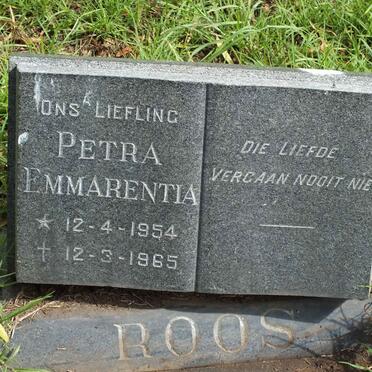 ONS LIEFLING
PETRA
EMMARENTIA
* 12-4-1954
† 12-3-1965
DIE LIEFDE
VERGAAN NOOIT NIE
ROOS